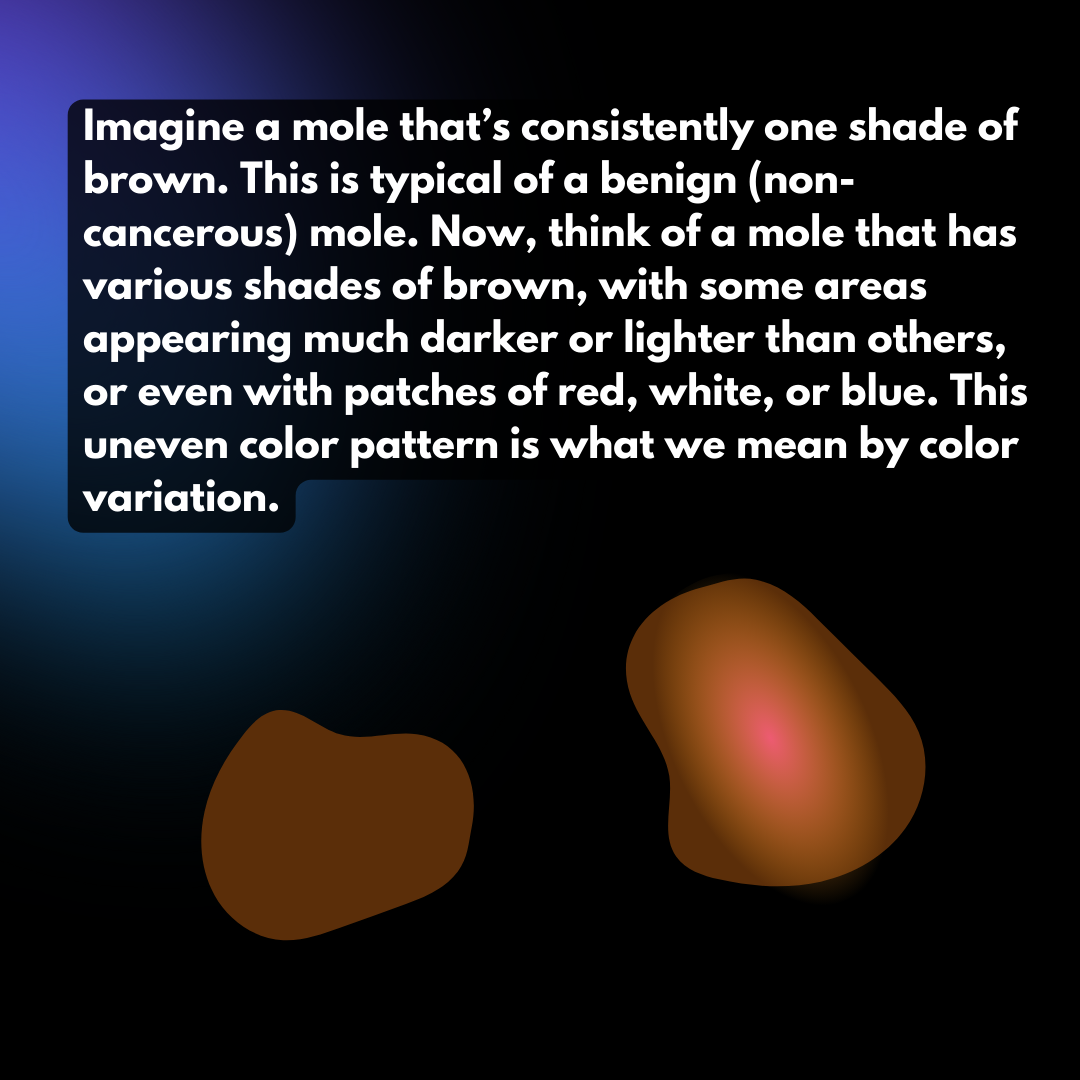 Imagine a mole that’s consistently one shade of
brown. This is typical of a benign (non-
cancerous) mole. Now, think of a mole that has
various shades of brown, with some areas
appearing much darker or lighter than others,
or even with patches of red, white, or blue. This
uneven color pattern is what we mean by color
variation.